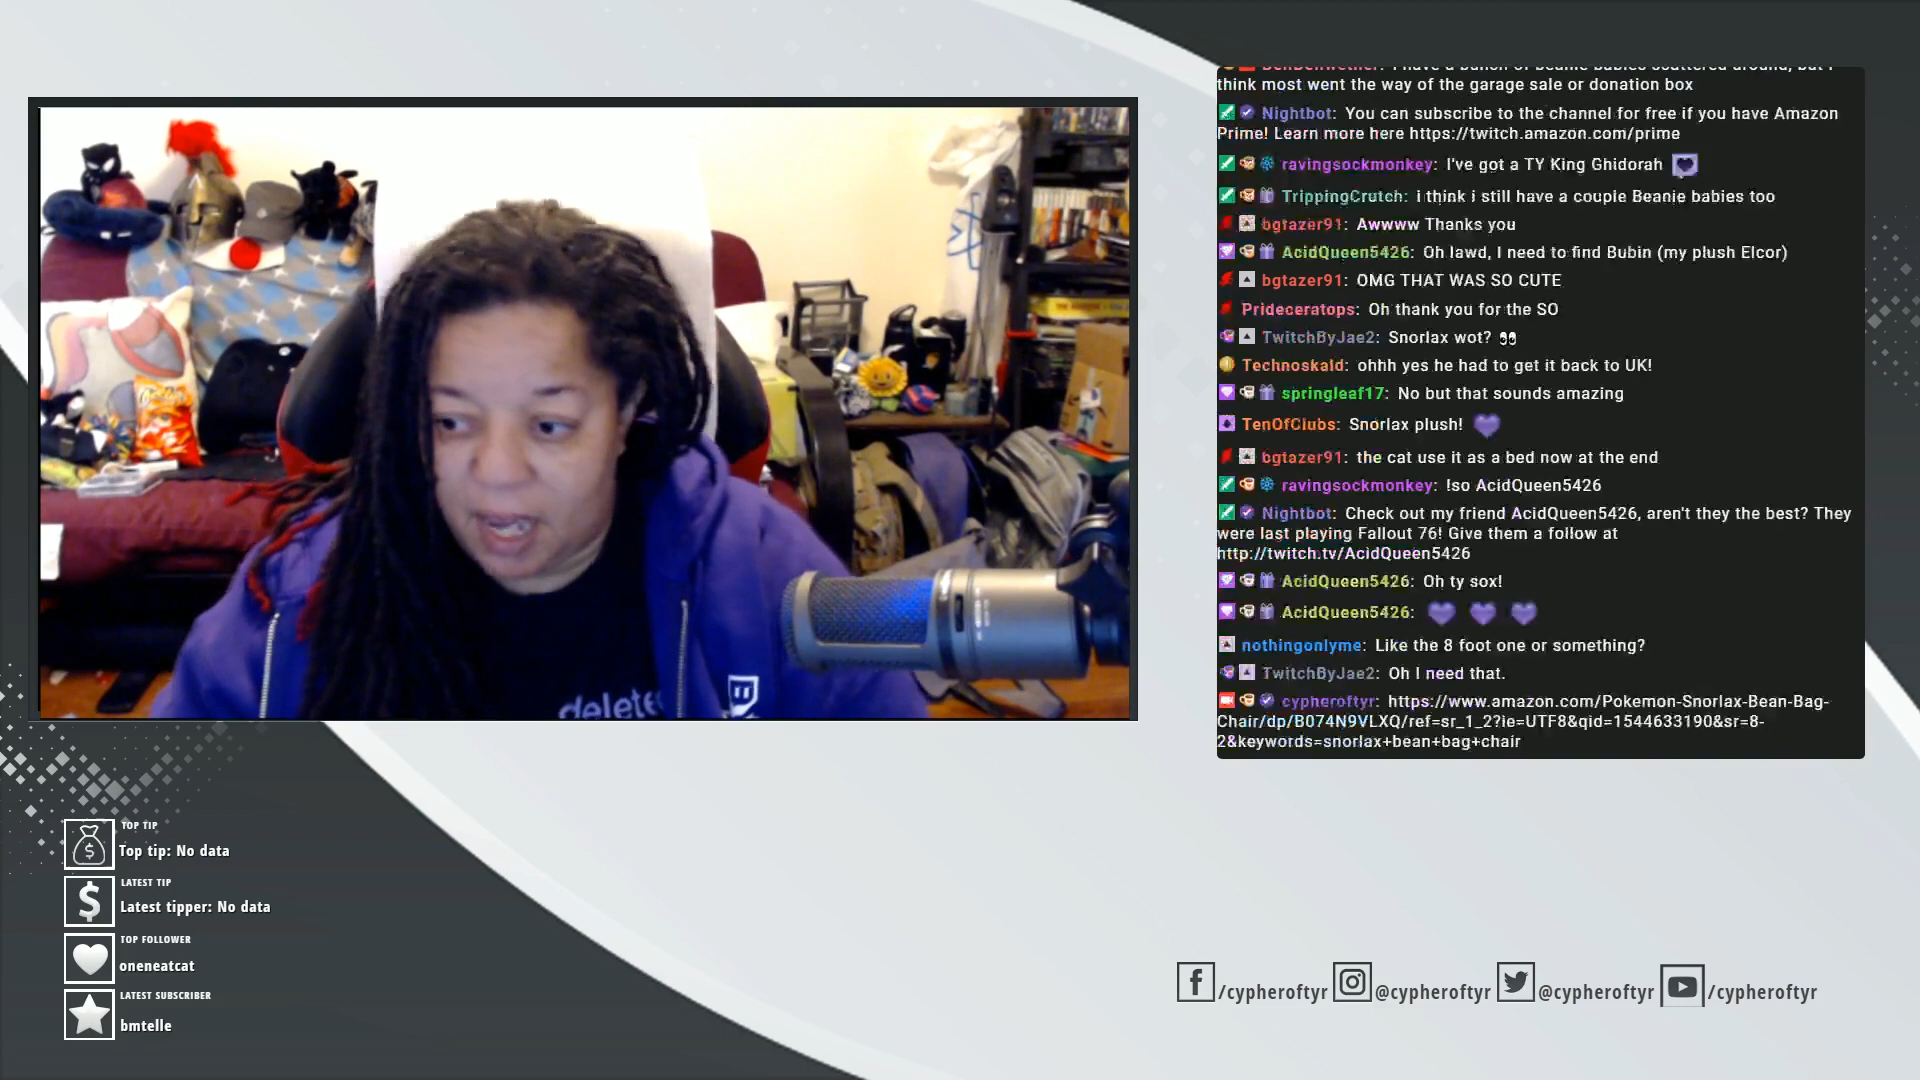 think most went the way of the garage sale or donation box
Nightbot: You can subscribe to the channel for free if you have Amazon
Prime! Learn more here https://twitch.amazon.com/prime
ravingsockmonkey: I've got a TY King Ghidorah
TrippingCrutch: i think i still have a couple Beanie babies too
bgtazer91: Awwww Thanks you
AcidQueen5426: Oh lawd, I need to find Bubin (my plush Elcor)
bgtazer91: OMG THAT WAS SO CUTE
Prideceratops: Oh thank you for the SO
TwitchByJae2: Snorlax wot? 👀
Technoskald: ohhh yes he had to get it back to UK!
springleaf17: No but that sounds amazing
TenOfClubs: Snorlax plush!
bgtazer91: the cat use it as a bed now at the end
ravingsockmonkey: !so AcidQueen5426
Nightbot: Check out my friend AcidQueen5426, aren't they the best? They
were last playing Fallout 76! Give them a follow at
http://twitch.tv/AcidQueen5426
AcidQueen5426: Oh ty sox!
AcidQueen5426:
nothingonlyme: Like the 8 foot one or something?
TwitchByJae2: Oh I need that.
cypheroftyr: https://www.amazon.com/Pokemon-Snorlax-Bean-Bag-
Chair/dp/B074N9VLXQ/ref=sr_1_2?ie=UTF8&qid=1544633190&sr=8-
2&keywords=snorlax+bean+bag+chair
delete
TOP TIP
Top tip: No data
LATEST TIP
Latest tipper: No data
TOP FOLLOWER
oneneatcat
LATEST SUBSCRIBER
bmtelle
/cypheroftyr @cypheroftyr @cypheroftyr /cypheroftyr